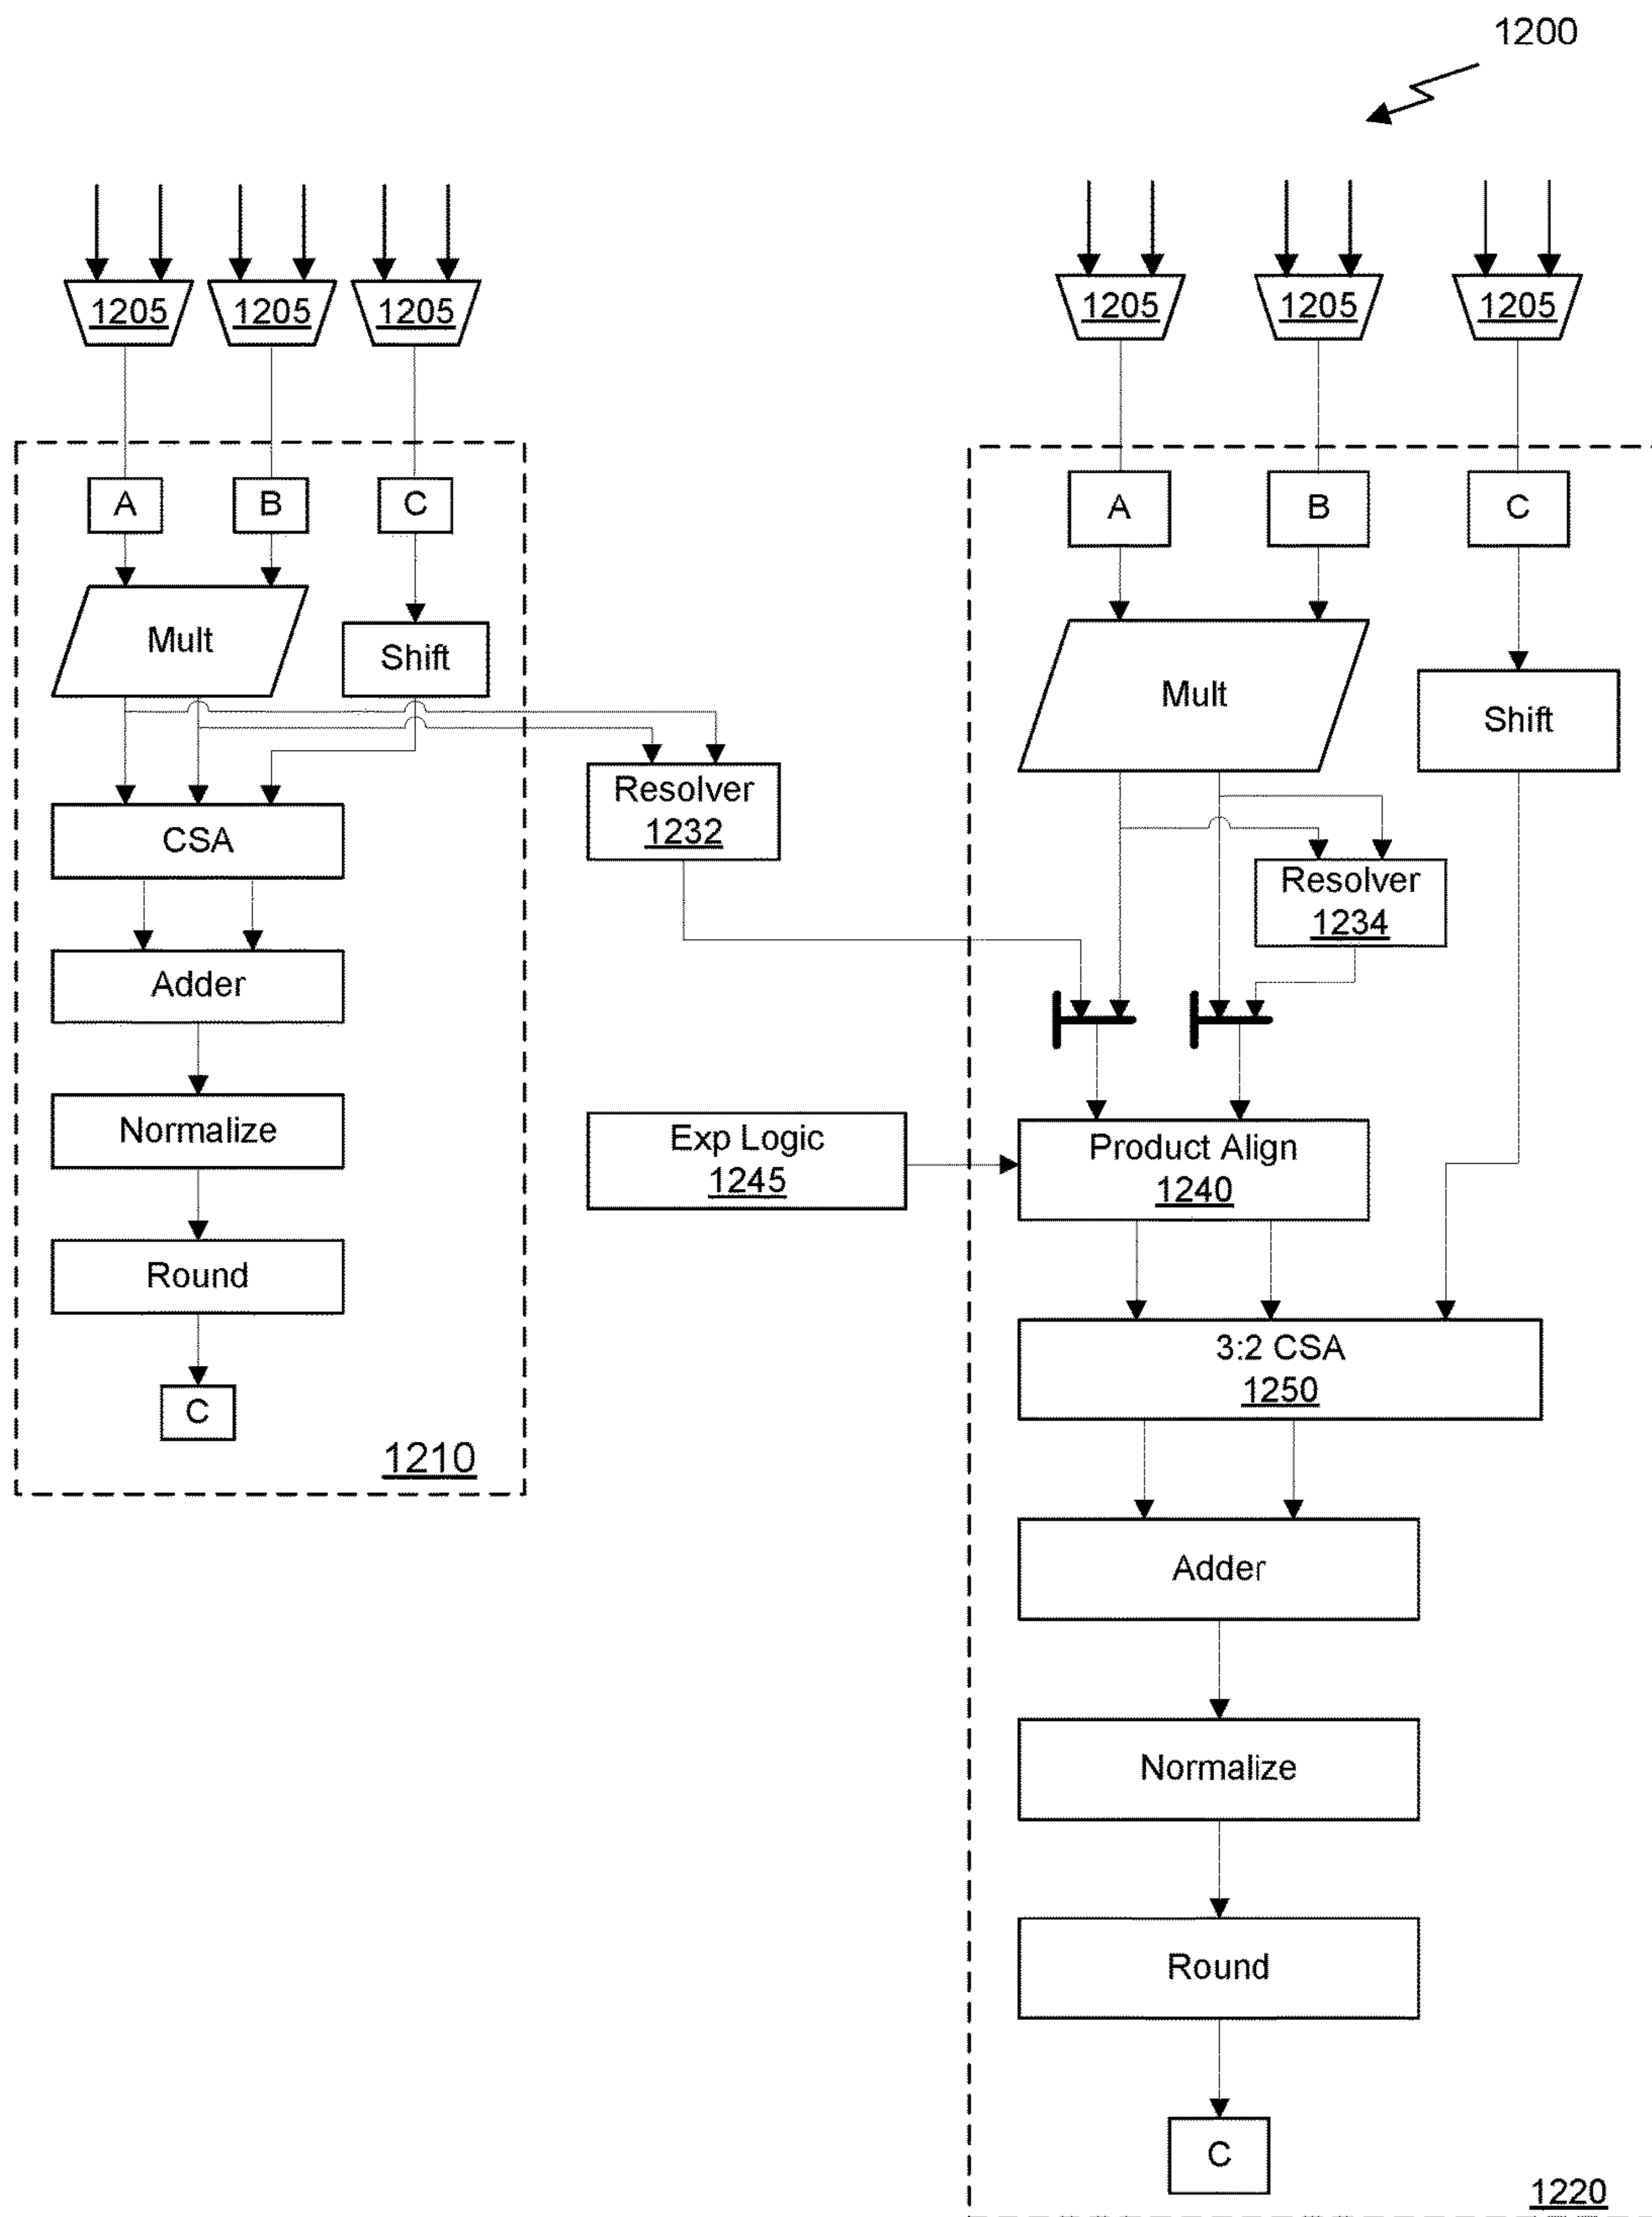 1200
1205
1205
1205
1205
1205
1205
A
B
C
Mult
Shift
CSA
Adder
Normalize
Round
C
1210
Resolver
1232
Exp Logic
1245
A
B
C
Mult
Shift
Resolver
1234
Product Align
1240
3:2 CSA
1250
Adder
Normalize
Round
C
1220